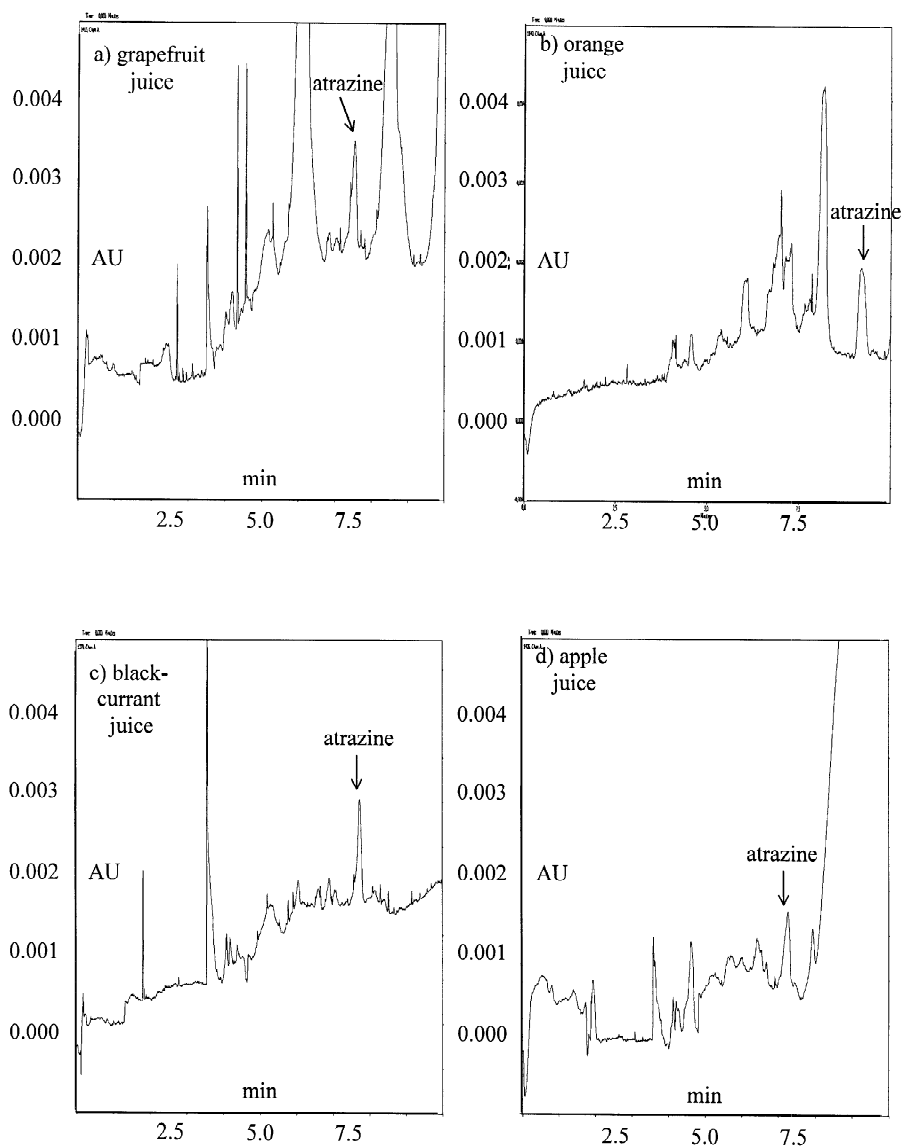 a) grapefruit
juice
atrazine
0.004
0.003
0.002
AU
0.001
0.000
min
2.5 5.0 7.5
b) orange
juicc
atrazine
0.004
0.003
0.002
AU
0.001
0.000
min
2.5 5.0 7.5
c) black-
currant
juice
atrazine
0.004
0.003
0.002
AU
0.001
0.000
min
2.5 5.0 7.5
d) apple
juice
atrazine
0.004
0.003
0.002
AU
0.001
0.000
min
2.5 5.0 7.5